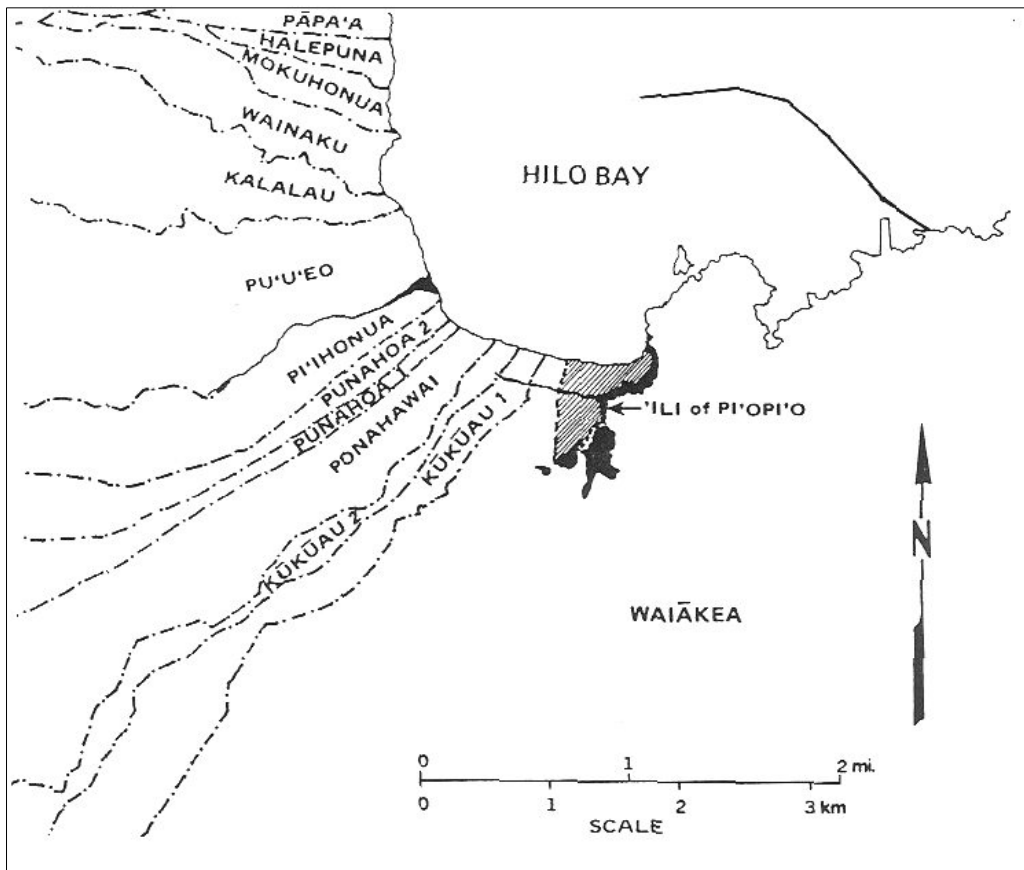 PĀPA'A
HALEPUNA
MOKUHONUA
WAINAKU
KALALAU
HILO BAY
PU'U'EO
PI'IHONUA
PUNAHOA 2
PUNAHOA 1
PONAHAWAI
KŪKŪAU 1
KŪKŪAU 2
'ILI of PI'OPI'O
N
WAIĀKEA
0 1 2 mi.
0 1 2 3 km
SCALE